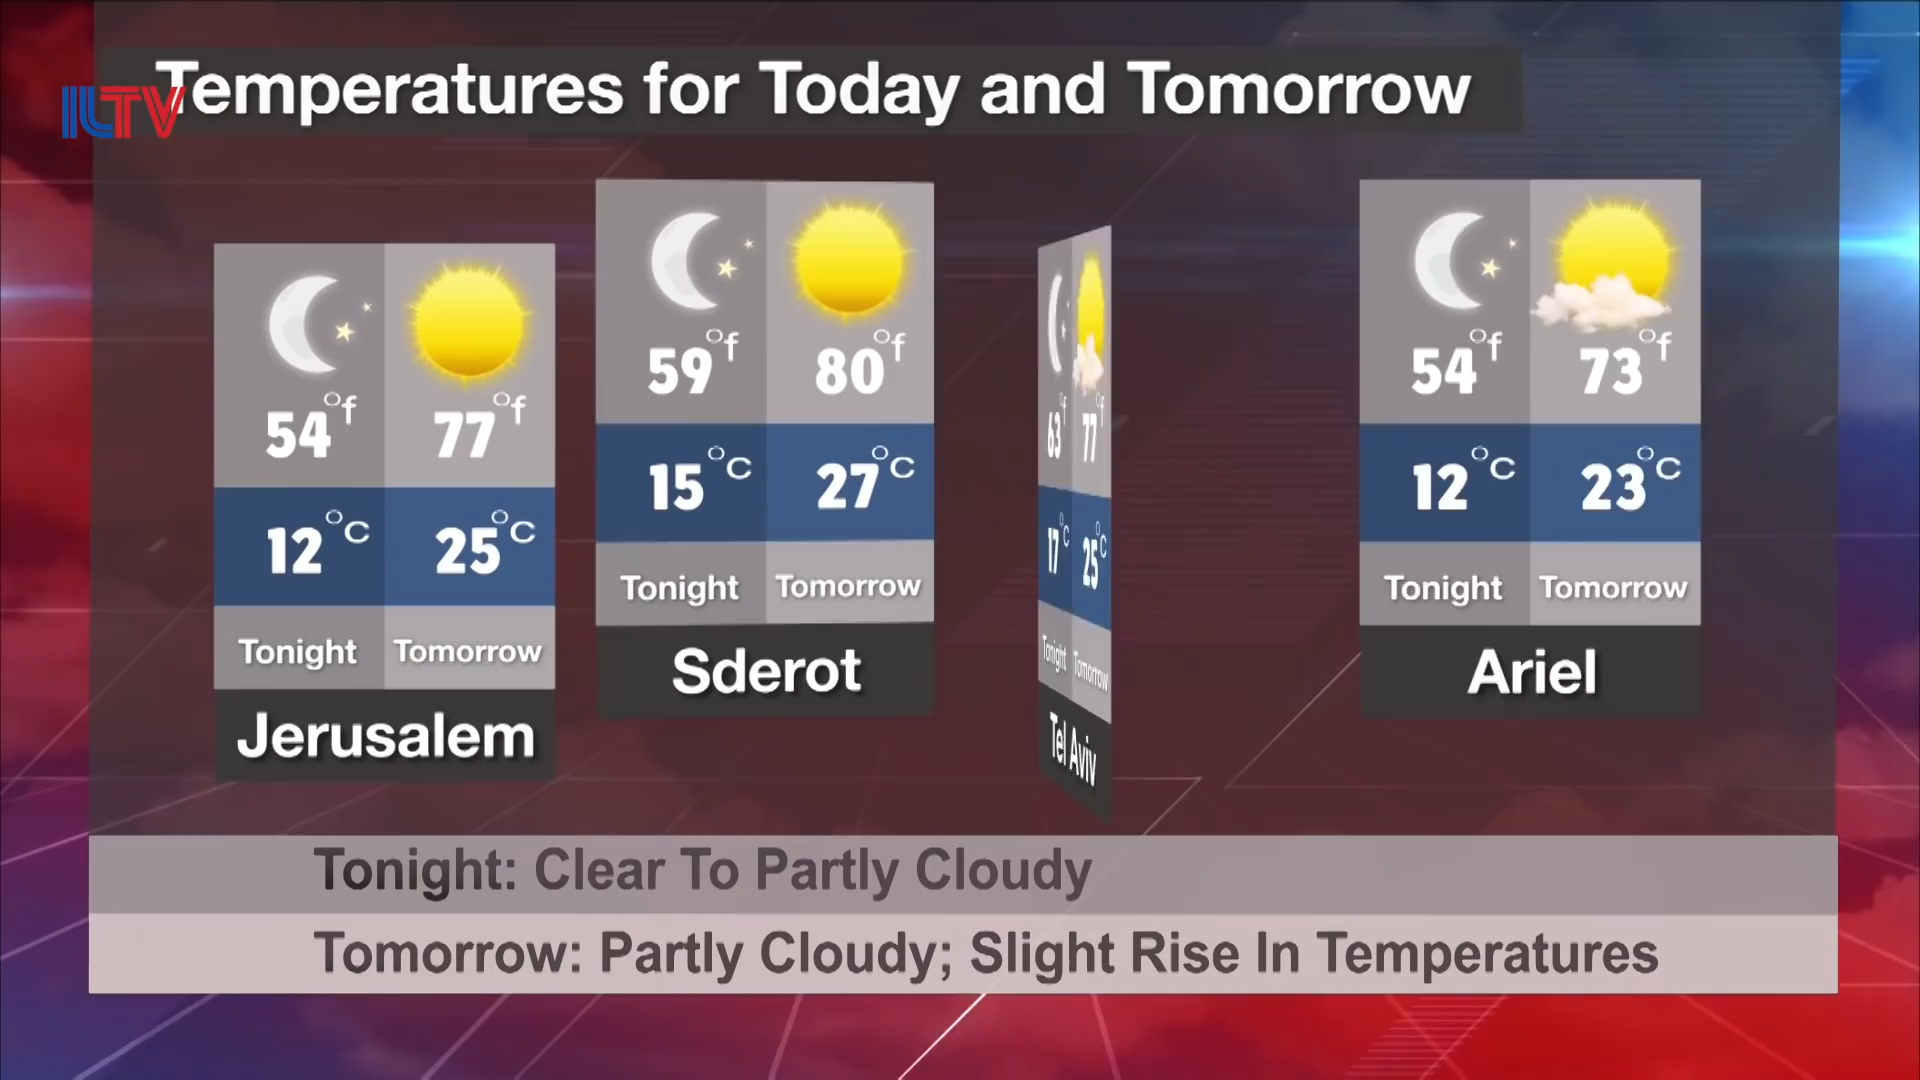 ILTV
Temperatures for Today and Tomorrow
54°f 77°f
12°C 25°C
Tonight Tomorrow
Jerusalem
59°f 80°f
15°C 27°C
Tonight Tomorrow
Sderot
63°f 77°f
17°C 25°C
Tonight Tomorrow
Tel Aviv
54°f 73°f
12°C 23°C
Tonight Tomorrow
Ariel
Tonight: Clear To Partly Cloudy
Tomorrow: Partly Cloudy; Slight Rise In Temperatures